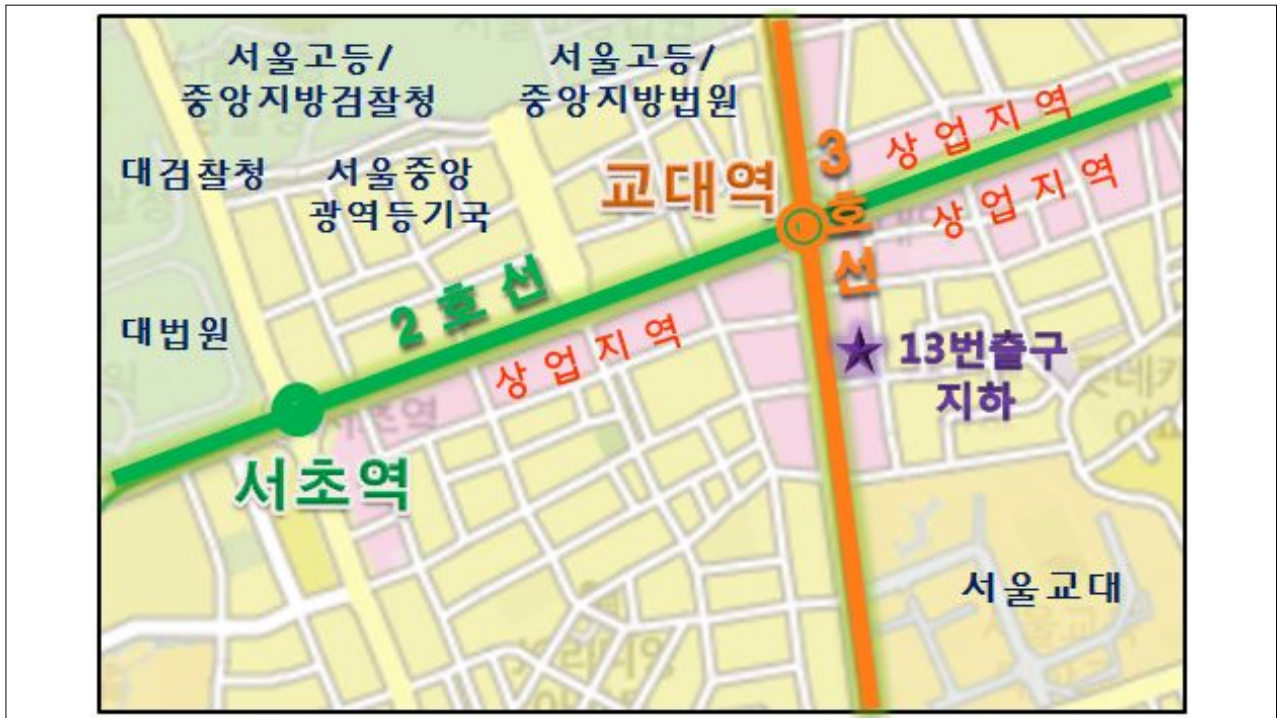 서울고등/
중앙지방검찰청
서울고등/
중앙지방법원
대검찰청
서울중앙
광역등기국
교대역
3호선
상업지역
상업지역
2호선
대법원
상업지역
13번출구
지하
서초역
서초역
서울교대